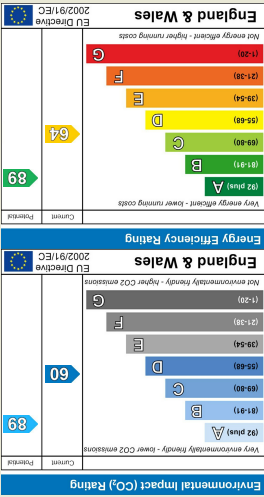 Environmental Impact (CO₂) Rating
Current
Potential
Very environmentally friendly - lower CO2 emissions
(92 plus) A
(81-91) B
(69-80) C
(55-68) D
(39-54) E
(21-38) F
(1-20) G
89
60
Not environmentally friendly - higher CO2 emissions
England & Wales
EU Directive
2002/91/EC
Energy Efficiency Rating
Current
Potential
Very energy efficient - lower running costs
(92 plus) A
(81-91) B
(69-80) C
(55-68) D
(39-54) E
(21-38) F
(1-20) G
89
64
Not energy efficient - higher running costs
England & Wales
EU Directive
2002/91/EC